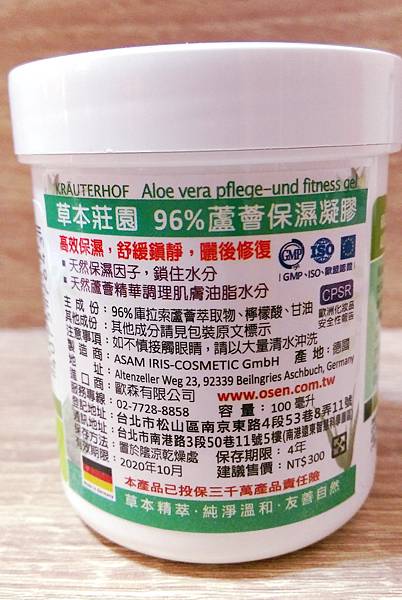 KRÄUTERHOF Aloe vera pflege-und fitness gel
草本莊園 96%蘆薈保濕凝膠
高效保濕，舒緩鎮靜，曬後修復
• 天然保濕因子，鎖住水分
• 天然蘆薈精華調理肌膚油脂水分
GMP ISO
GMP、ISO、歐盟認證
CPSR
歐洲化妝品
安全性報告
主成份：96%庫拉索蘆薈萃取物、檸檬酸、甘油
其他成份：其他成分請見包裝原文標示
注意事項：如不慎接觸眼睛，請以大量清水沖洗
製造商：ASAM IRIS-COSMETIC GmbH 產地：德國
地址：Altenzeller Weg 23, 92339 Beilngries Aschbuch, Germany
進口商：歐森有限公司 www.osen.com.tw
服務專線：02-7728-8858 容量：100毫升
登記地址：台北市松山區南京東路4段53巷8弄11號
台北市南港路3段50巷11號5樓(南港遠東智慧科學園區)
保存方法：置於陰涼乾燥處 保存期限：4年
有效期限：2020年10月 建議售價：NT$300
本產品已投保三千萬產品責任險
草本精萃·純淨溫和·友善自然